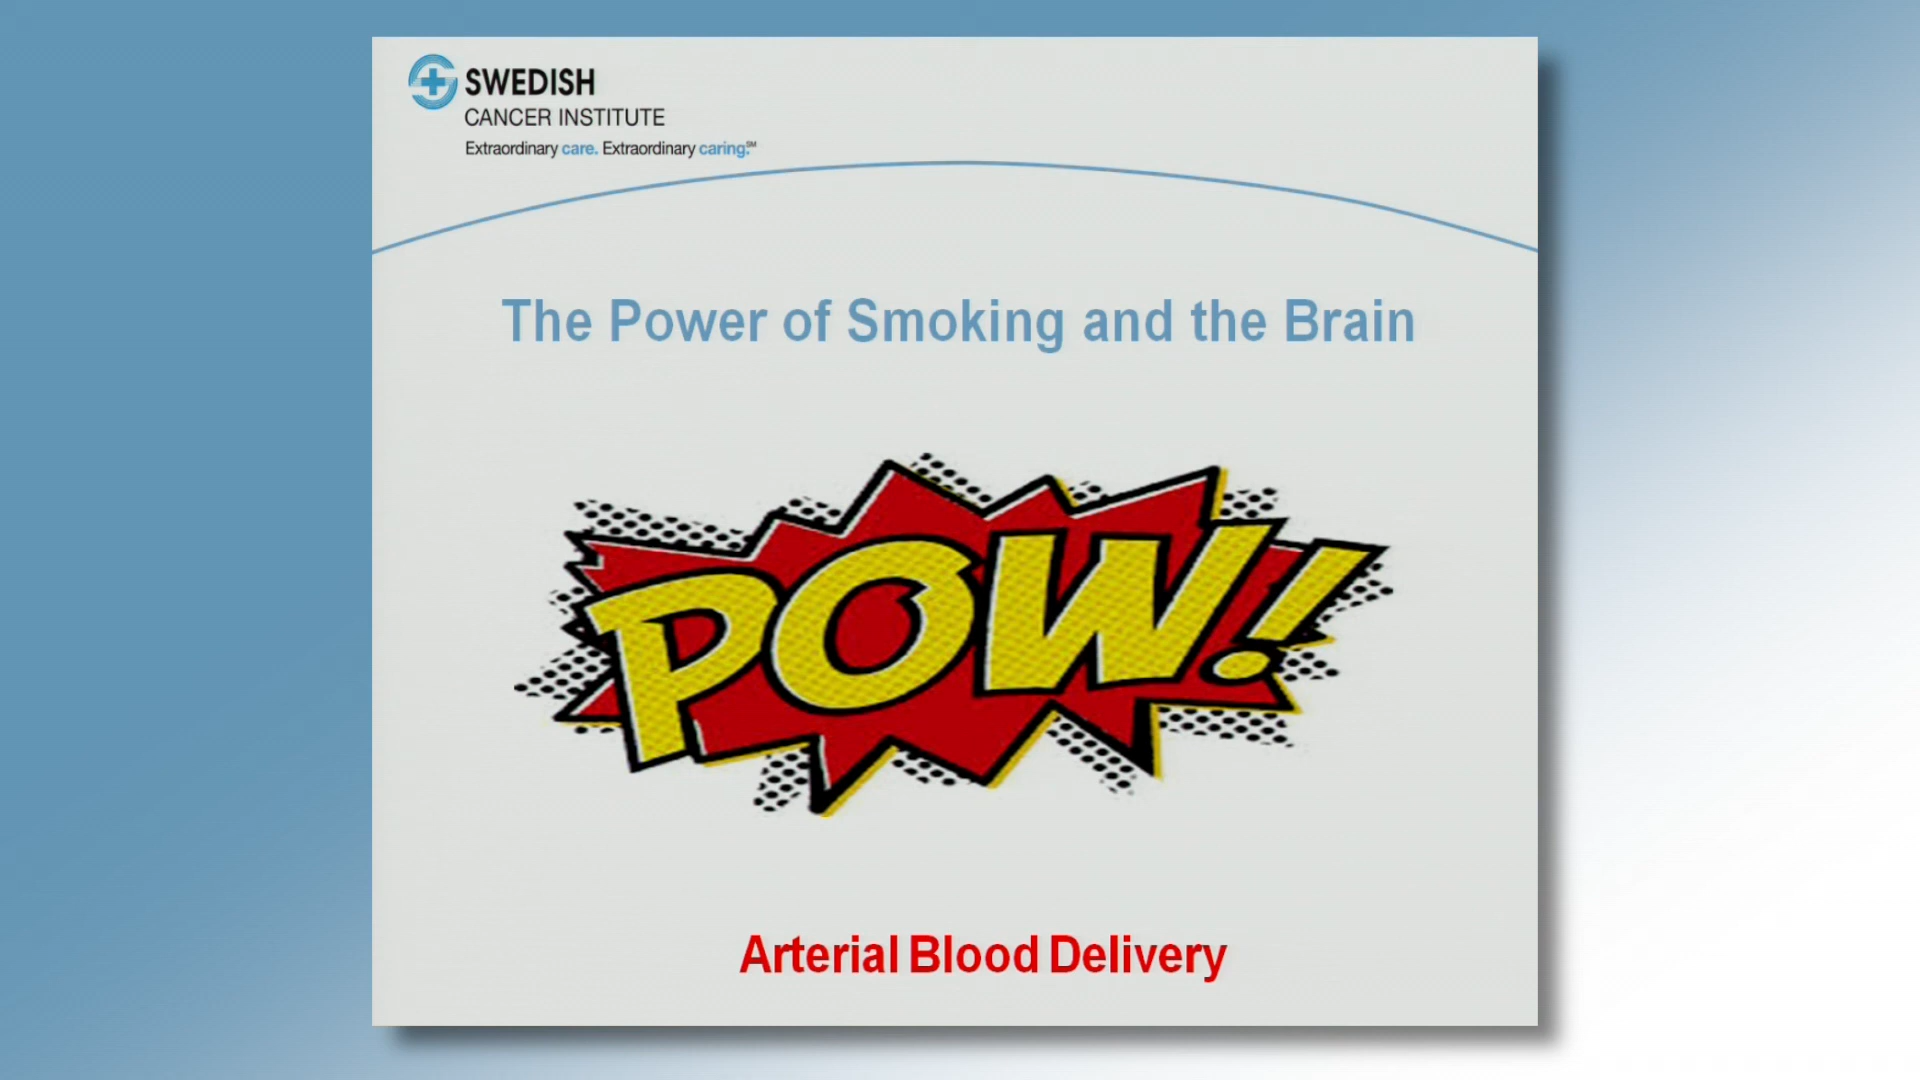 SWEDISH
CANCER INSTITUTE
Extraordinary care. Extraordinary caring.℠
The Power of Smoking and the Brain
POW!
Arterial Blood Delivery